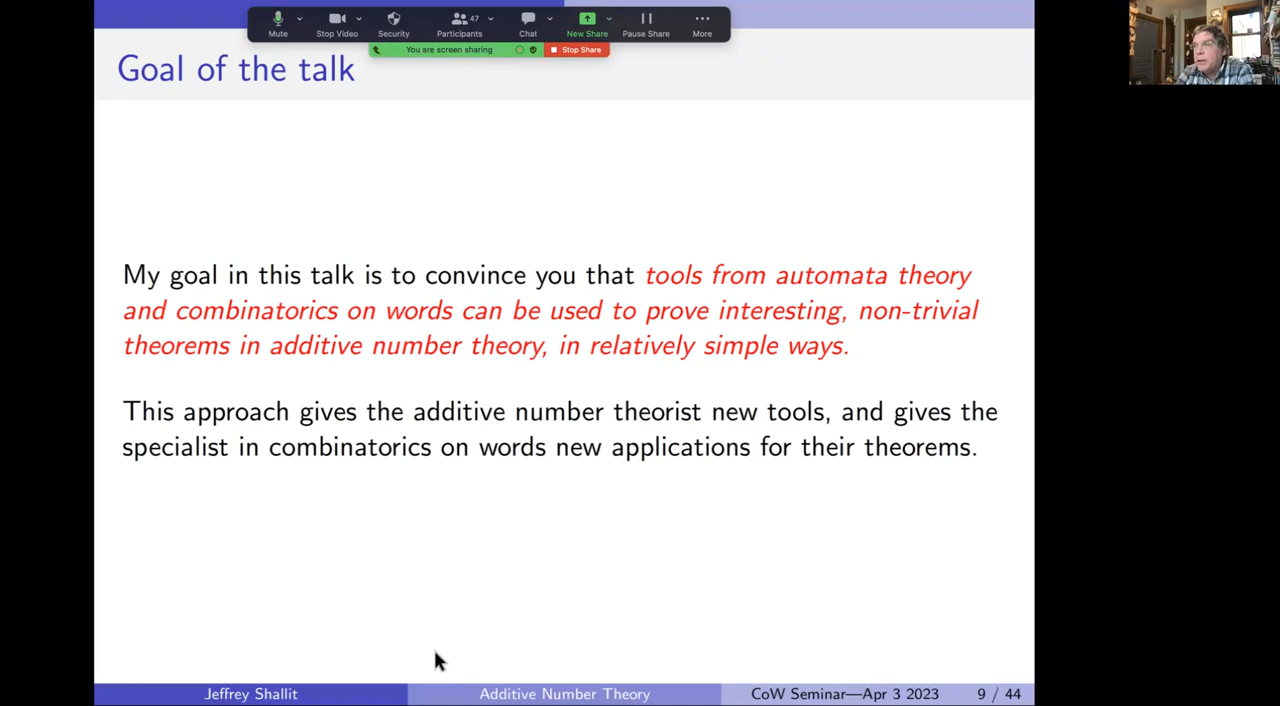 Mute
Stop Video
Security
47
Participants
Chat
New Share
Pause Share
More
You are screen sharing
Stop Share
Goal of the talk
My goal in this talk is to convince you that tools from automata theory
and combinatorics on words can be used to prove interesting, non-trivial
theorems in additive number theory, in relatively simple ways.
This approach gives the additive number theorist new tools, and gives the
specialist in combinatorics on words new applications for their theorems.
Jeffrey Shallit
Additive Number Theory
CoW Seminar—Apr 3 2023
9 / 44